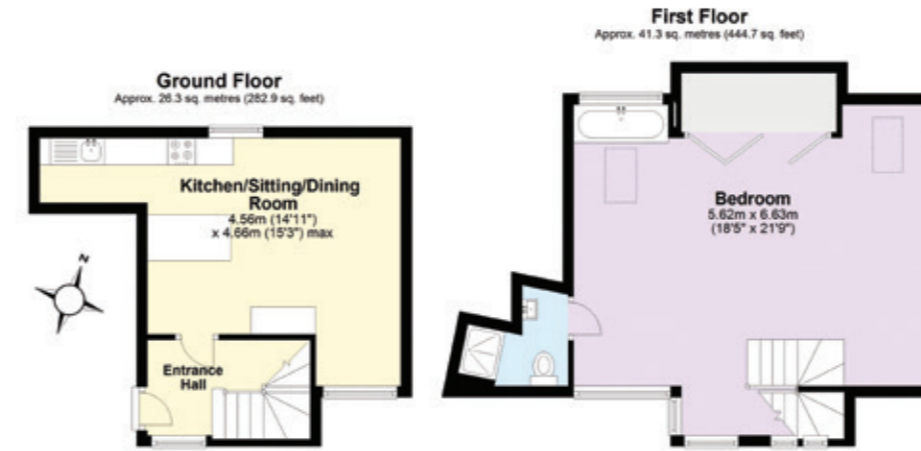 Ground Floor
Approx. 26.3 sq. metres (282.9 sq. feet)
Kitchen/Sitting/Dining
Room
4.56m (14'11")
x 4.66m (15'3") max
N
Entrance
Hall
First Floor
Approx. 41.3 sq. metres (444.7 sq. feet)
Bedroom
5.62m x 6.63m
(18'5" x 21'9")